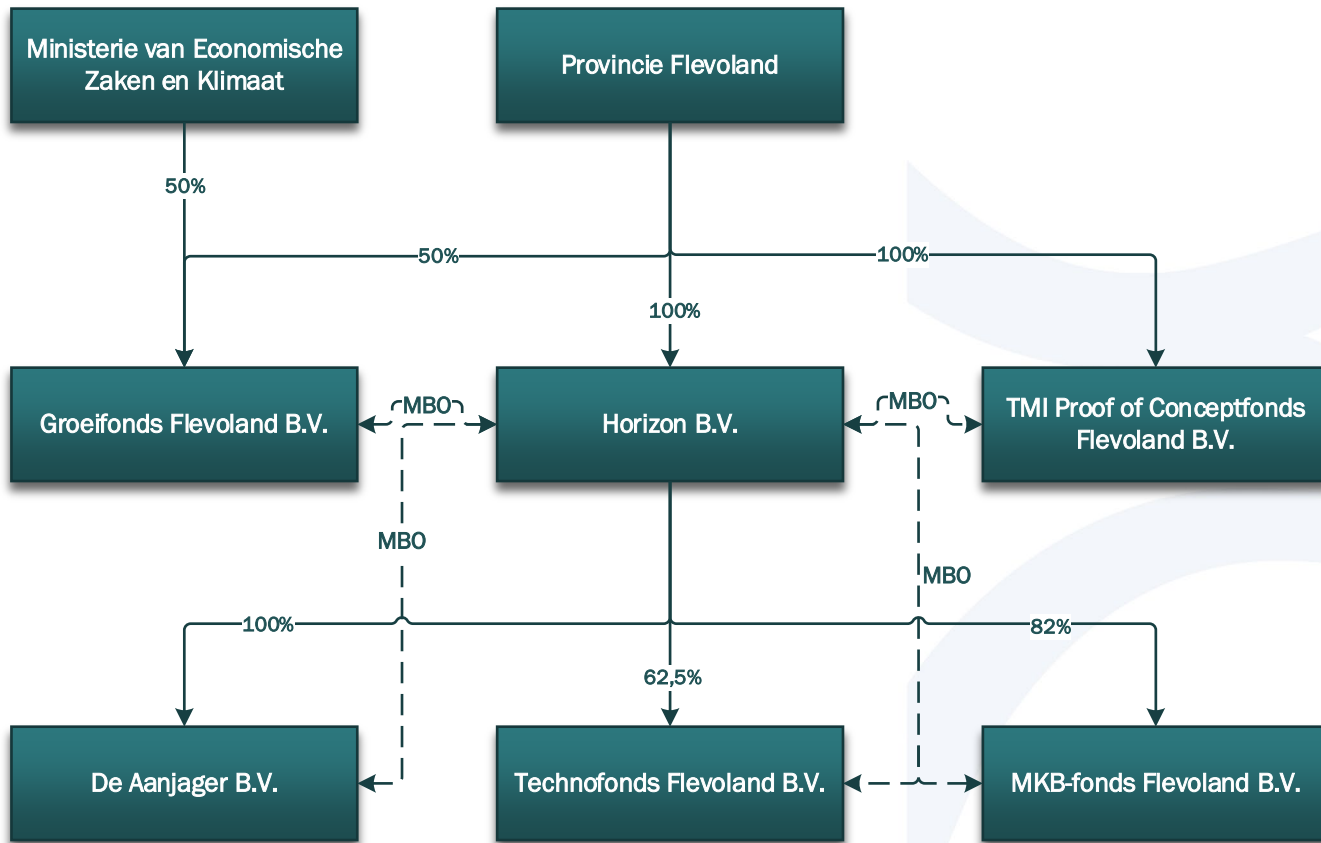 Ministerie van Economische
Zaken en Klimaat
Provincie Flevoland
50%
50%
100%
100%
Groeifonds Flevoland B.V.
MBO
Horizon B.V.
MBO
TMI Proof of Conceptfonds
Flevoland B.V.
MBO
MBO
100%
82%
62,5%
De Aanjager B.V.
Technofonds Flevoland B.V.
MKB-fonds Flevoland B.V.